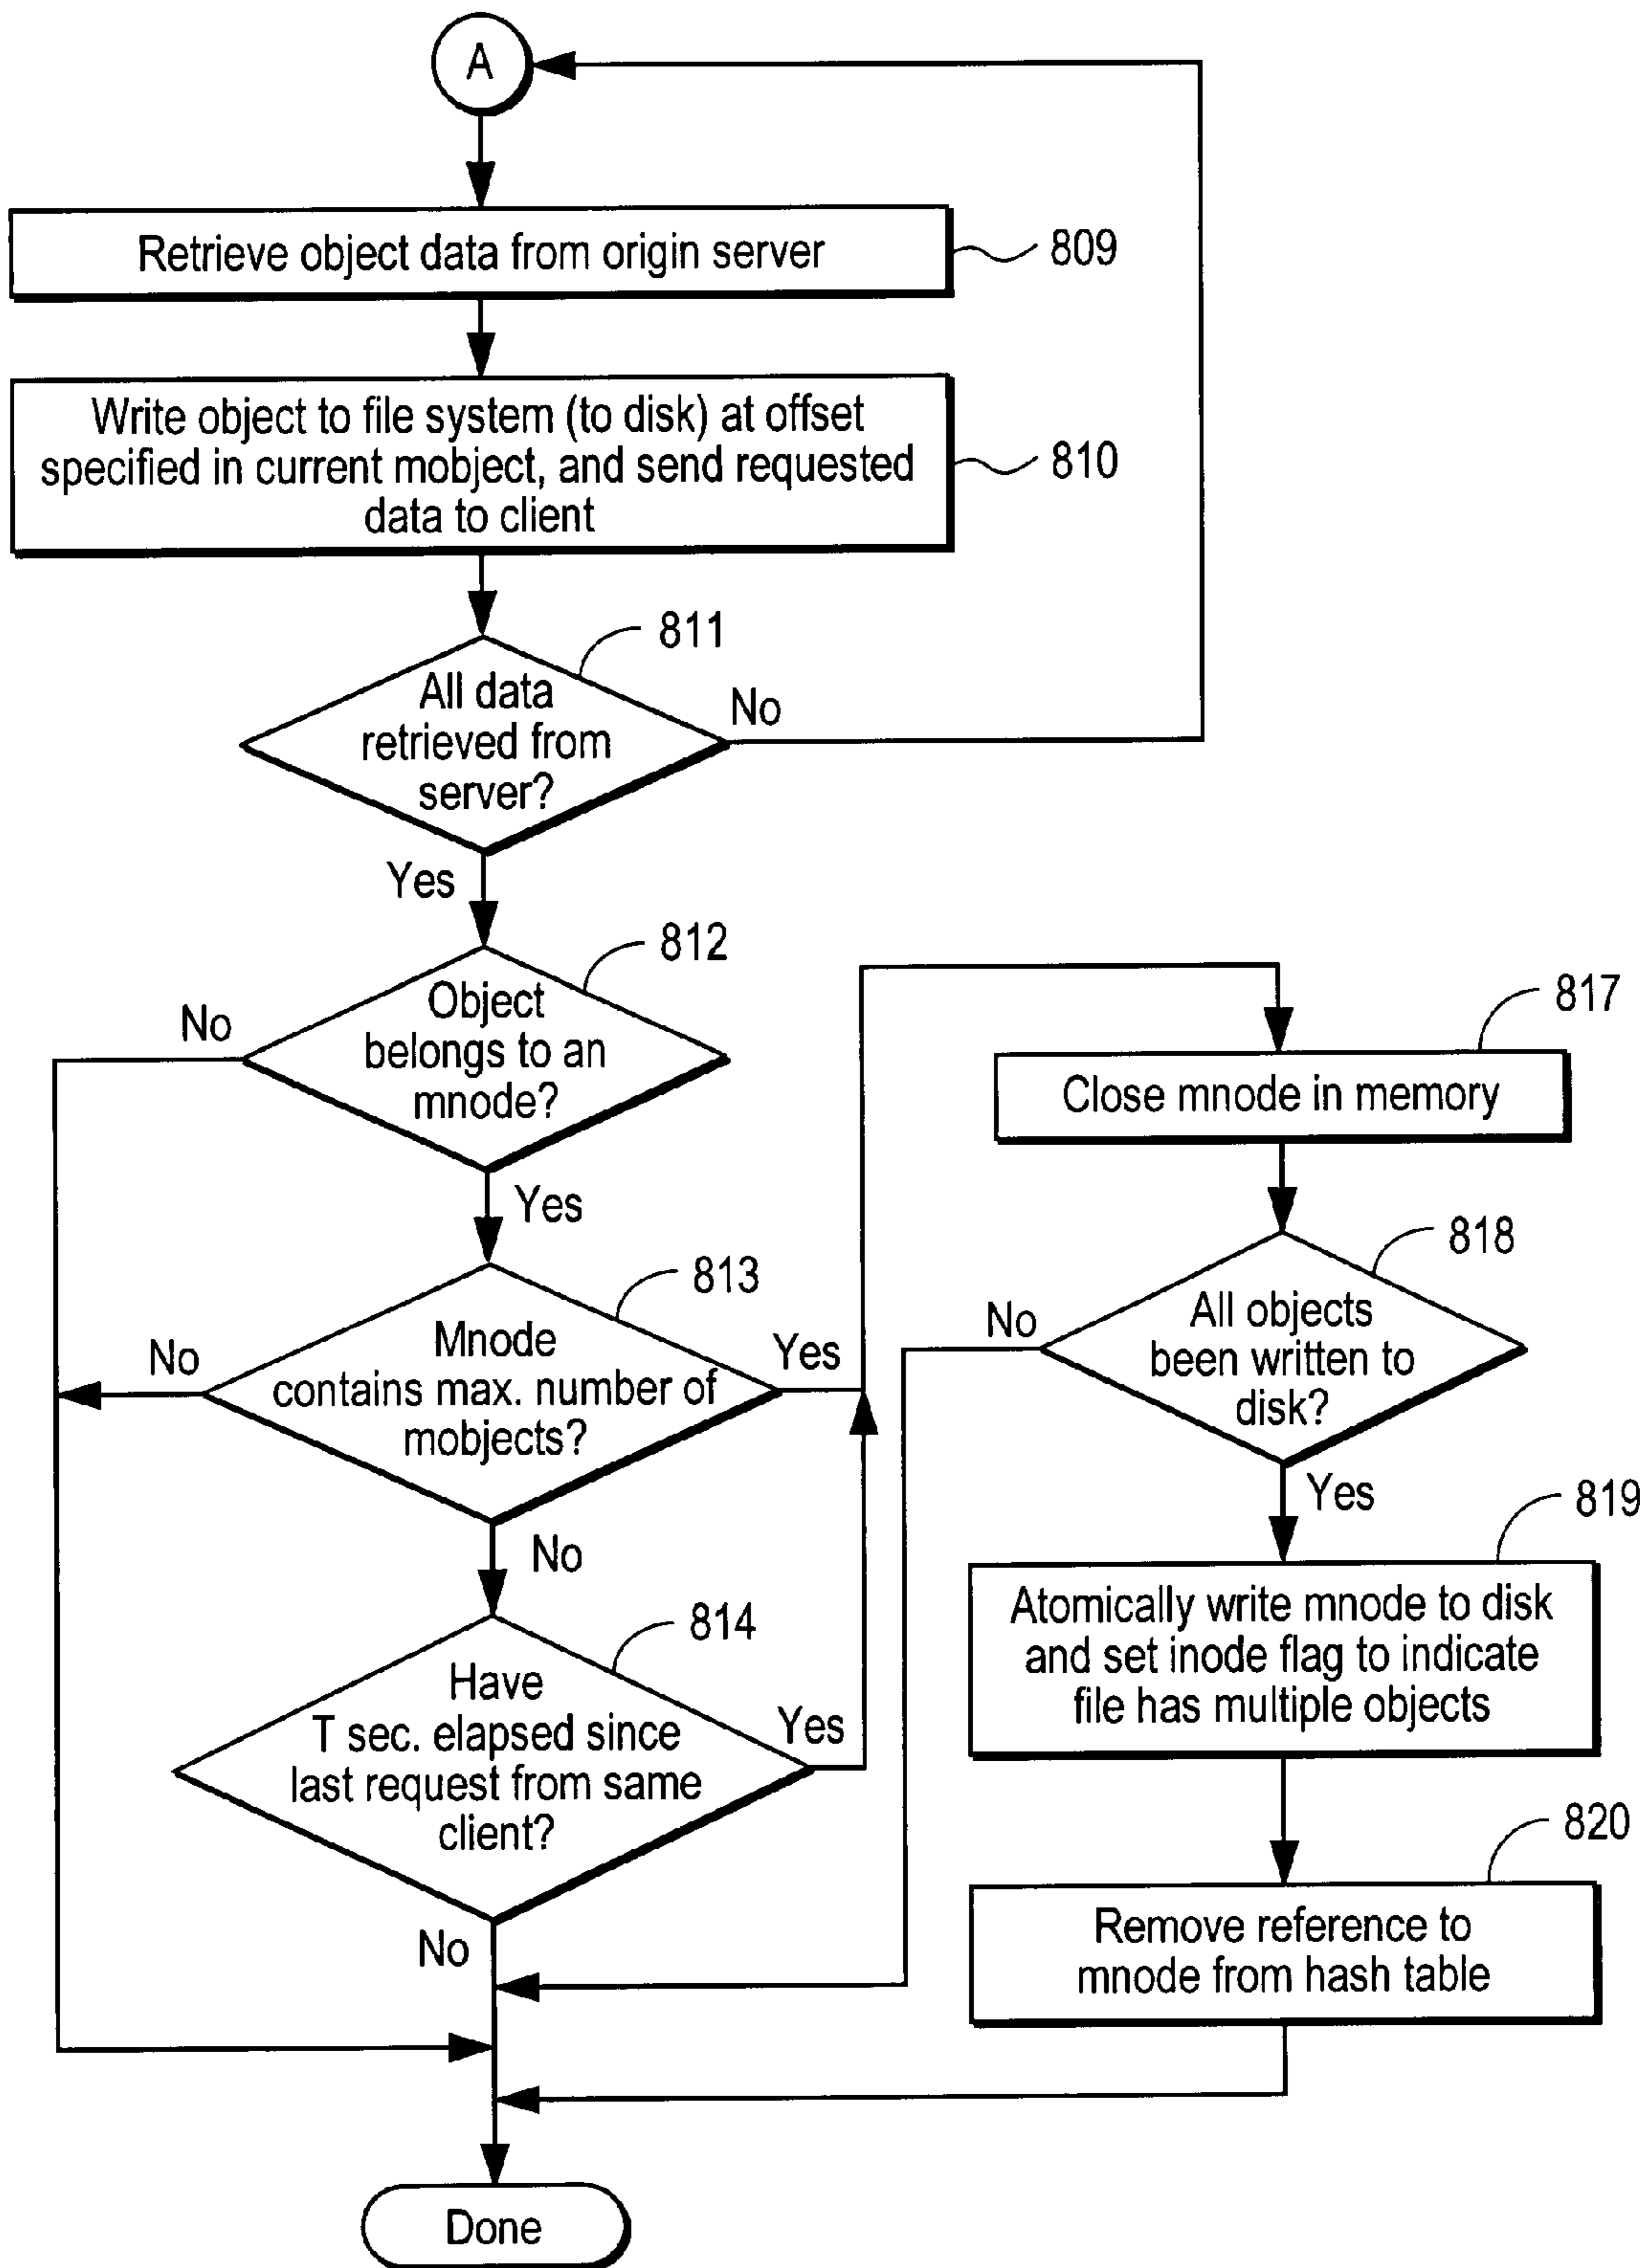 A
Retrieve object data from origin server
809
Write object to file system (to disk) at offset
specified in current mobject, and send requested
data to client
810
811
All data
retrieved from
server?
No
Yes
812
Object
belongs to an
mnode?
No
Yes
813
Mnode
contains max. number of
mobjects?
No
Yes
No
814
Have
T sec. elapsed since
last request from same
client?
Yes
No
817
Close mnode in memory
818
All objects
been written to
disk?
No
Yes
819
Atomically write mnode to disk
and set inode flag to indicate
file has multiple objects
820
Remove reference to
mnode from hash table
Done